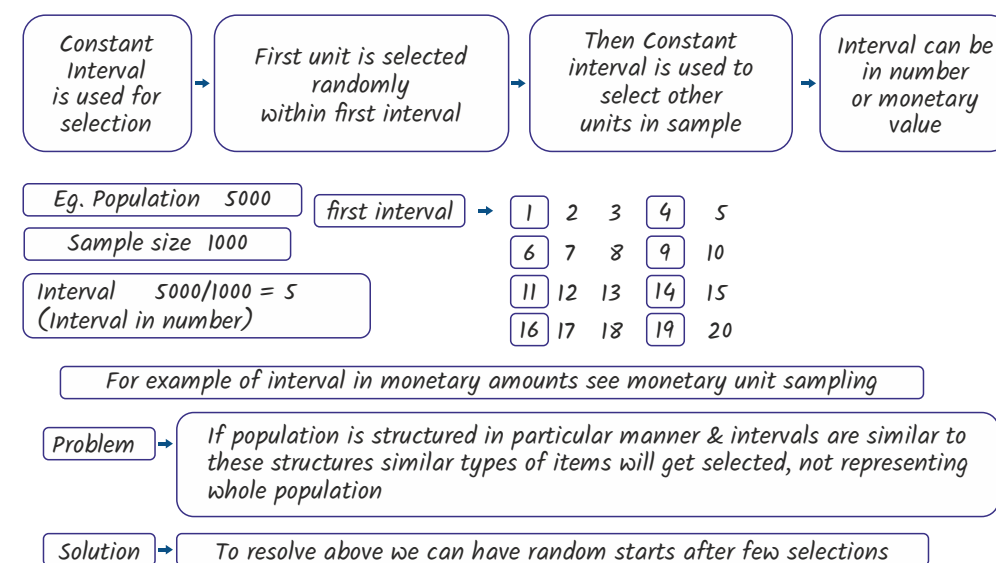 Constant
Interval
is used for
selection
First unit is selected
randomly
within first interval
Then Constant
interval is used to
select other
units in sample
Interval can be
in number
or monetary
value
Eg. Population 5000
Sample size 1000
Interval 5000/1000 = 5
(Interval in number)
first interval
1 2 3 4 5
6 7 8 9 10
11 12 13 14 15
16 17 18 19 20
For example of interval in monetary amounts see monetary unit sampling
Problem
If population is structured in particular manner & intervals are similar to
these structures similar types of items will get selected, not representing
whole population
Solution
To resolve above we can have random starts after few selections